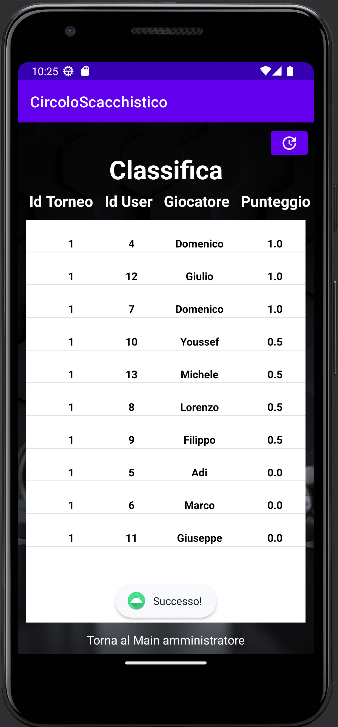 10:25
CircoloScacchistico
Classifica
Id Torneo Id User Giocatore Punteggio
1 4 Domenico 1.0
1 12 Giulio 1.0
1 7 Domenico 1.0
1 10 Youssef 0.5
1 13 Michele 0.5
1 8 Lorenzo 0.5
1 9 Filippo 0.5
1 5 Adi 0.0
1 6 Marco 0.0
1 11 Giuseppe 0.0
Successo!
Torna al Main amministratore